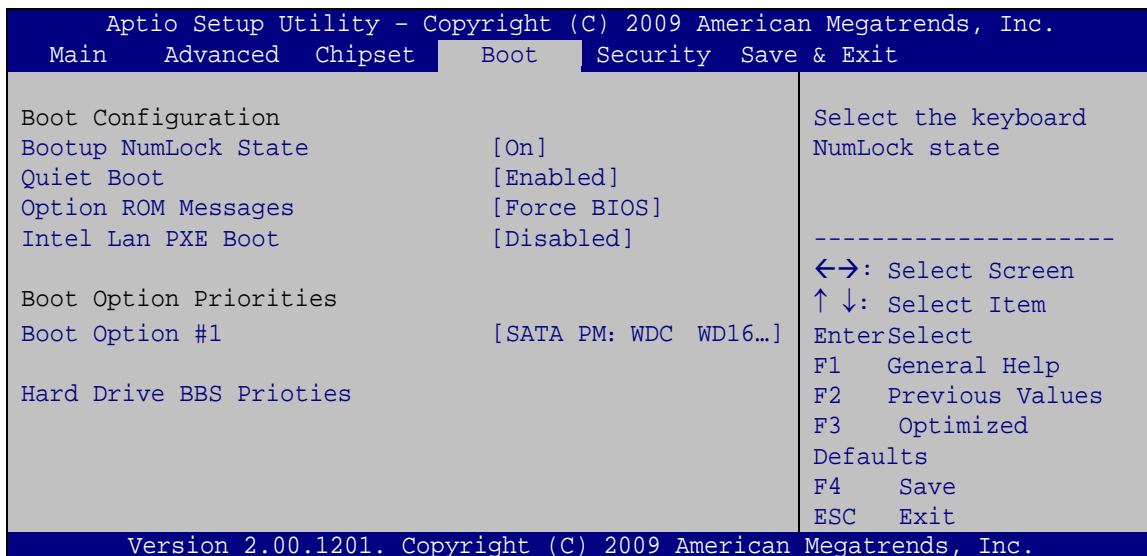 Aptio Setup Utility – Copyright (C) 2009 American Megatrends, Inc.
Main Advanced Chipset Boot Security Save & Exit
Boot Configuration
Bootup NumLock State [On]
Quiet Boot [Enabled]
Option ROM Messages [Force BIOS]
Intel Lan PXE Boot [Disabled]
Boot Option Priorities
Boot Option #1 [SATA PM: WDC WD16…]
Hard Drive BBS Prioties
Select the keyboard
NumLock state
---------------------
←→: Select Screen
↑ ↓: Select Item
EnterSelect
F1 General Help
F2 Previous Values
F3 Optimized
Defaults
F4 Save
ESC Exit
Version 2.00.1201. Copyright (C) 2009 American Megatrends, Inc.